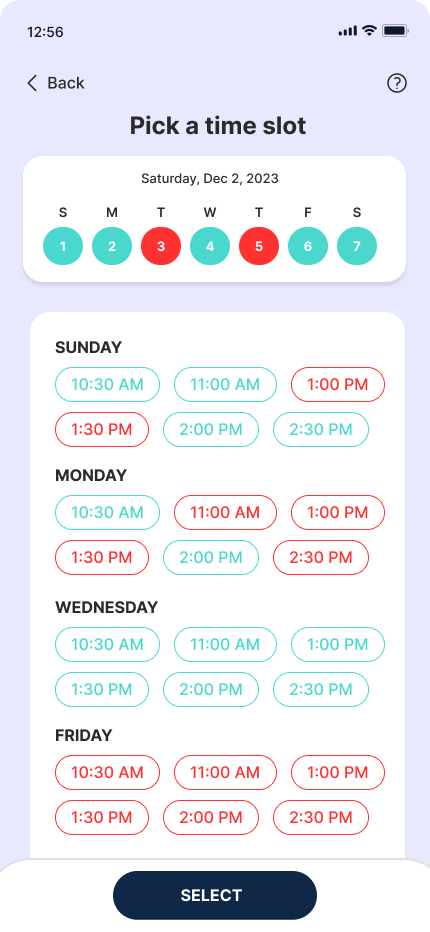 12:56
Back ?
Pick a time slot
Saturday, Dec 2, 2023
S M T W T F S
1 2 3 4 5 6 7
SUNDAY
10:30 AM 11:00 AM 1:00 PM
1:30 PM 2:00 PM 2:30 PM
MONDAY
10:30 AM 11:00 AM 1:00 PM
1:30 PM 2:00 PM 2:30 PM
WEDNESDAY
10:30 AM 11:00 AM 1:00 PM
1:30 PM 2:00 PM 2:30 PM
FRIDAY
10:30 AM 11:00 AM 1:00 PM
1:30 PM 2:00 PM 2:30 PM
SELECT